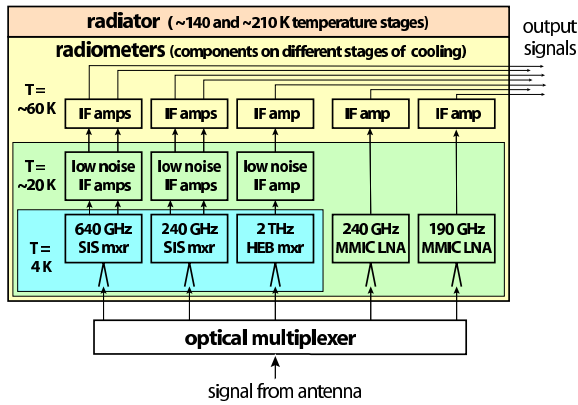 radiator ( ~140 and ~210 K temperature stages)
radiometers (components on different stages of cooling)
output
signals
T =
~60 K
IF amps
IF amps
IF amp
IF amp
IF amp
T =
~20 K
low noise
IF amps
low noise
IF amps
low noise
IF amp
T =
4 K
640 GHz
SIS mxr
240 GHz
SIS mxr
2 THz
HEB mxr
240 GHz
MMIC LNA
190 GHz
MMIC LNA
optical multiplexer
signal from antenna